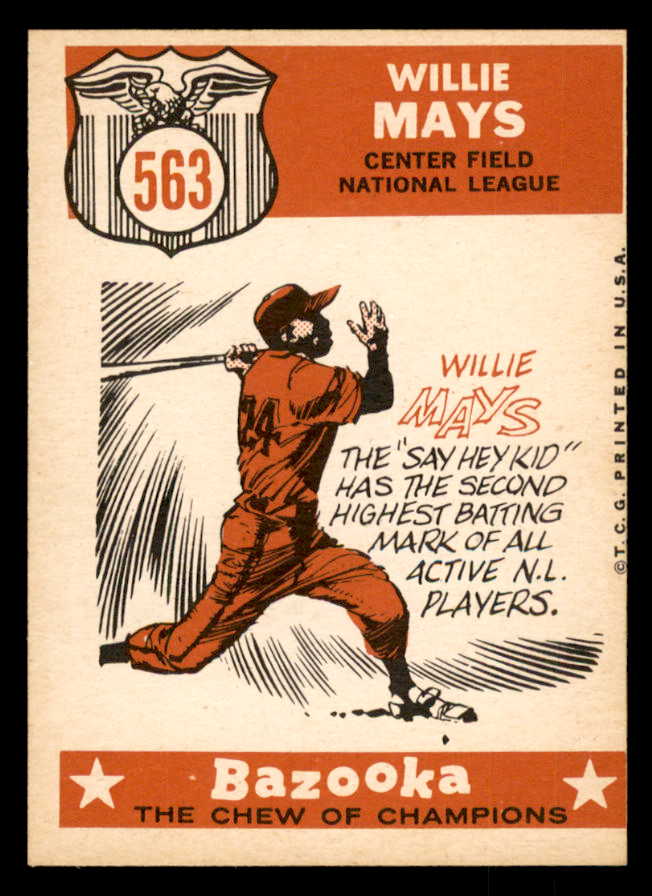 563
WILLIE
MAYS
CENTER FIELD
NATIONAL LEAGUE
24
WILLIE
MAYS
THE "SAY HEY KID"
HAS THE SECOND
HIGHEST BATTING
MARK OF ALL
ACTIVE N.L.
PLAYERS.
©T.C.G. PRINTED IN U.S.A.
Bazooka
THE CHEW OF CHAMPIONS